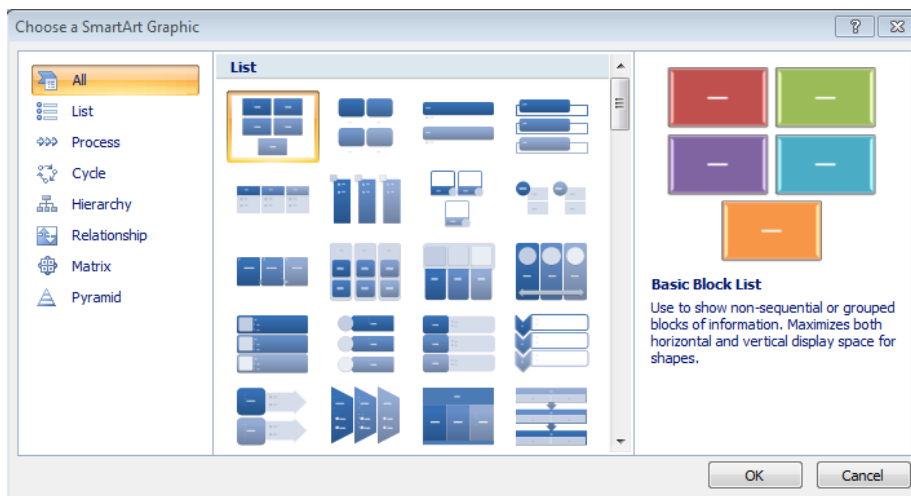 Choose a SmartArt Graphic
All
List
Process
Cycle
Hierarchy
Relationship
Matrix
Pyramid
List
Basic Block List
Use to show non-sequential or grouped
blocks of information. Maximizes both
horizontal and vertical display space for
shapes.
OK
Cancel